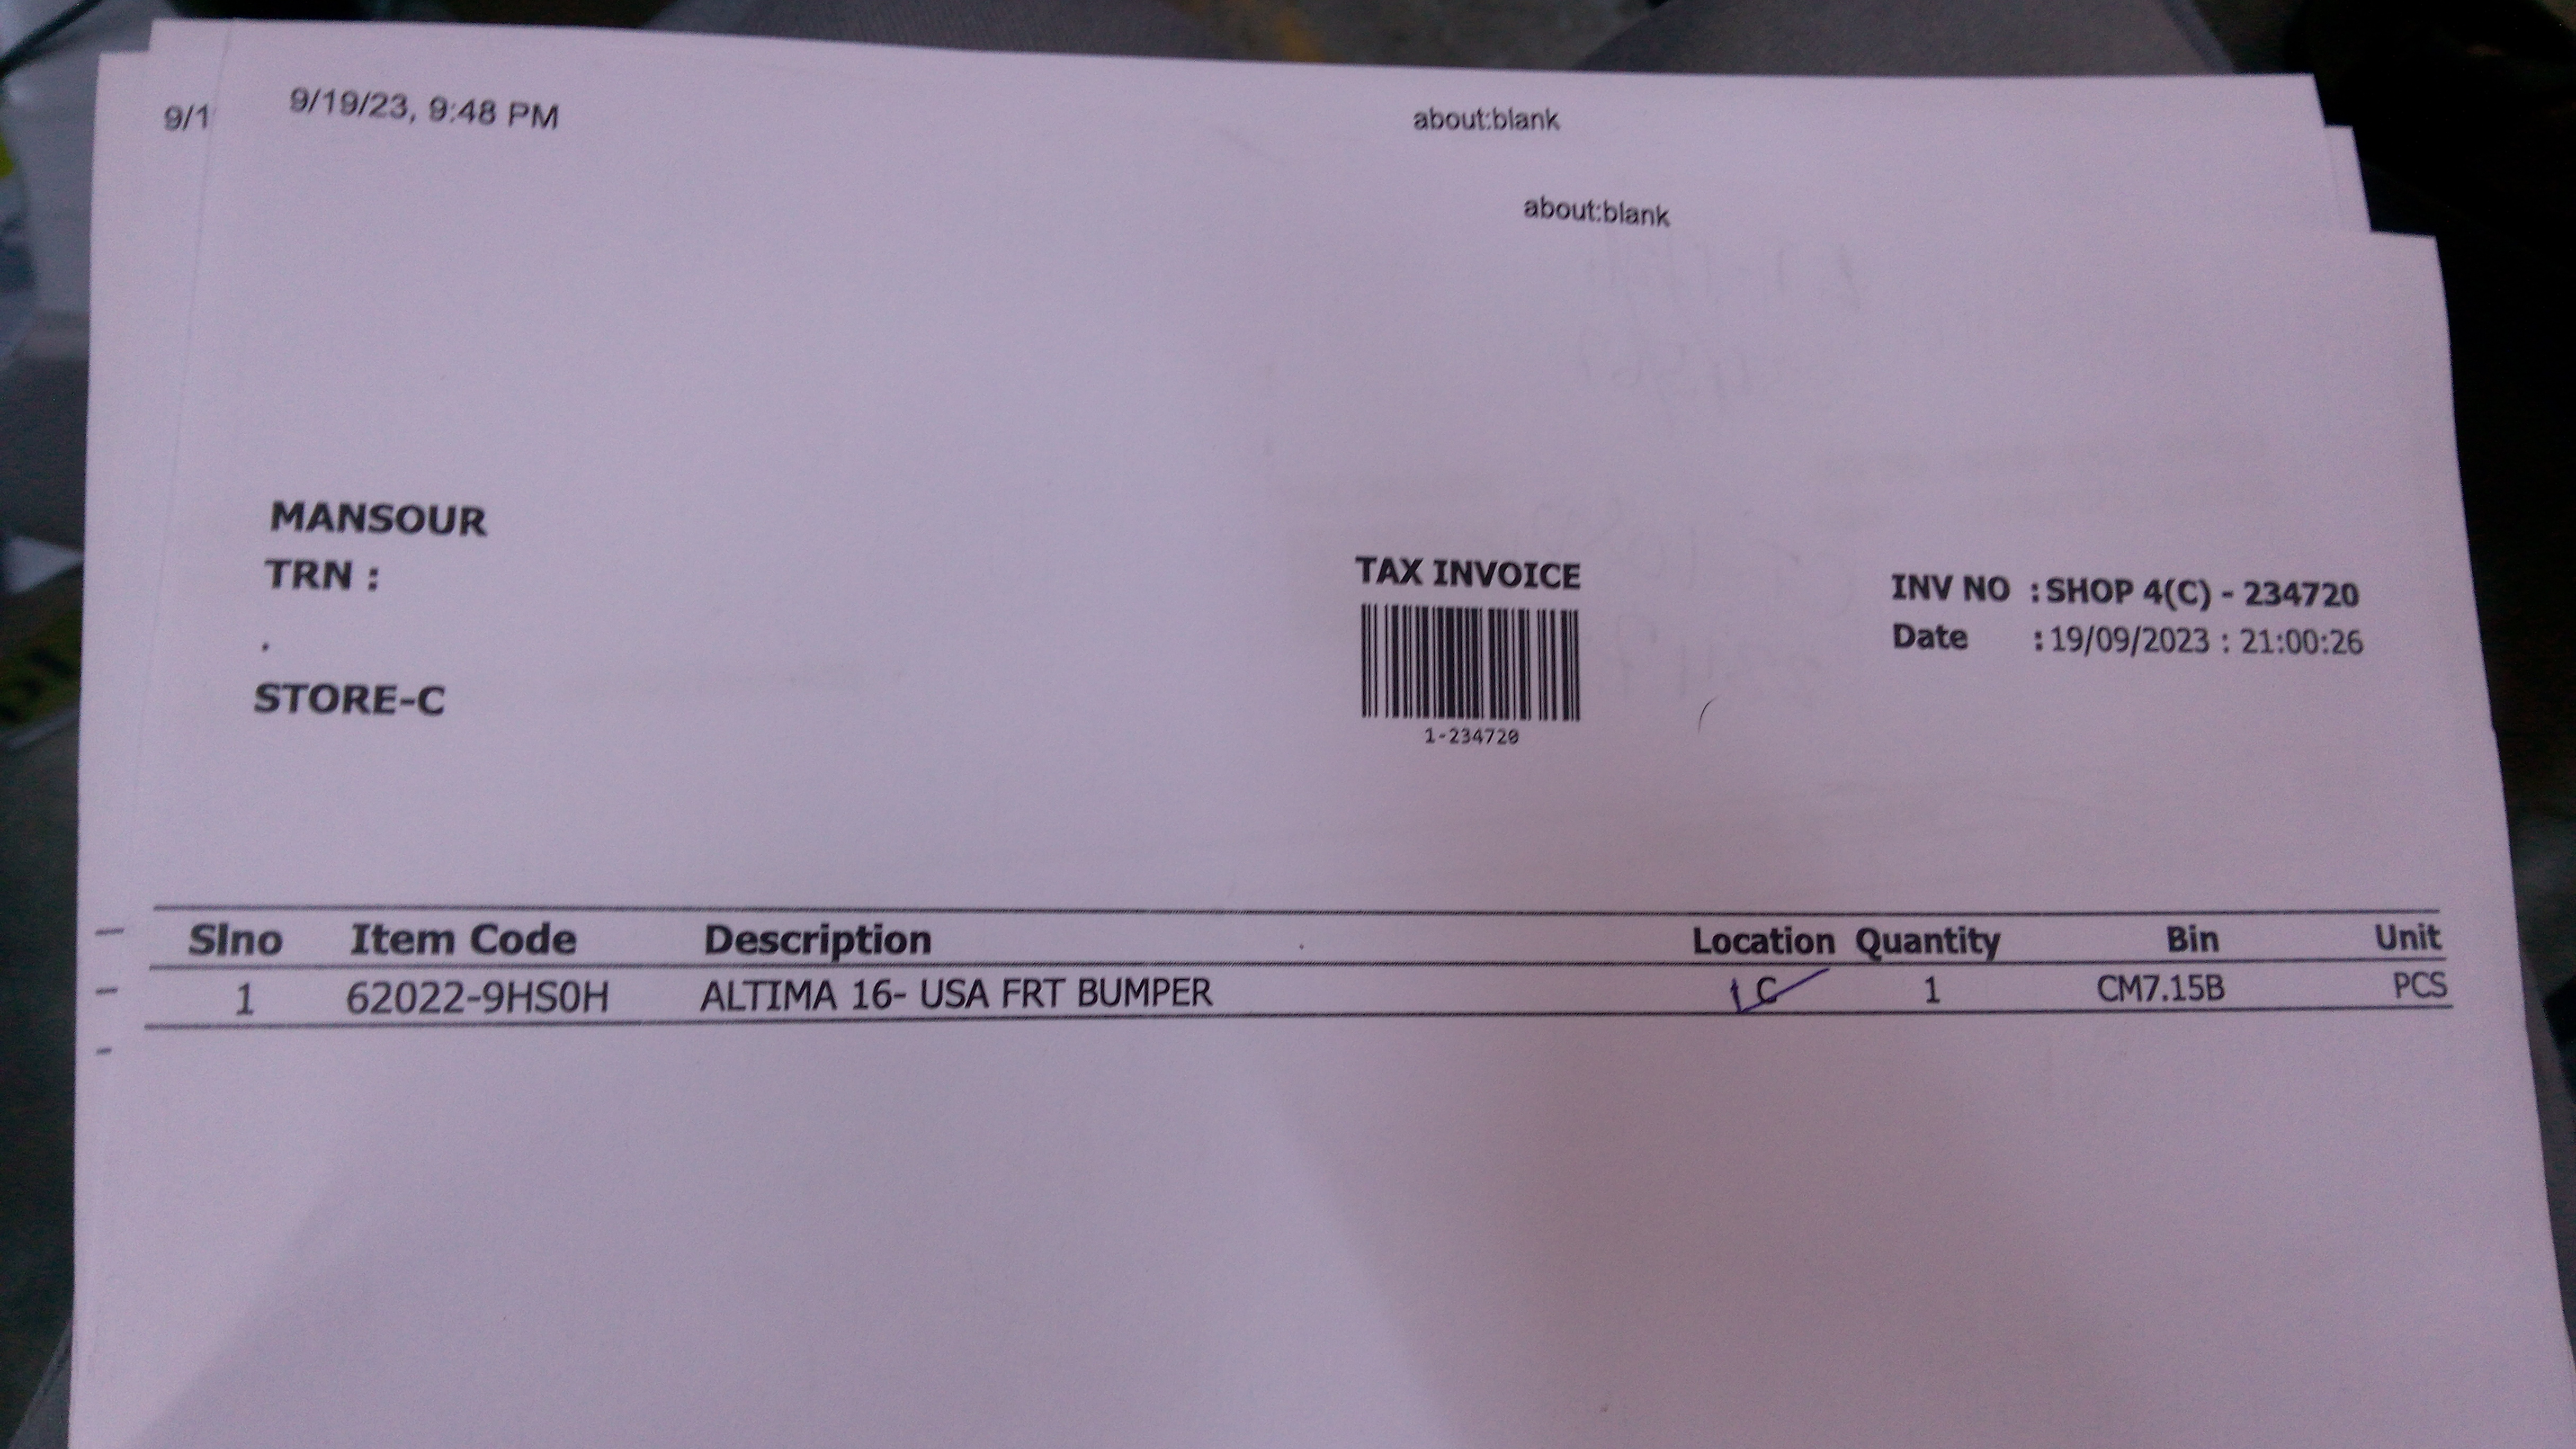 9/1
9/19/23, 9:48 PM about:blank
about:blank
MANSOUR
TRN :
.
STORE-C
TAX INVOICE
1-234720
INV NO : SHOP 4(C) - 234720
Date : 19/09/2023 : 21:00:26
Slno Item Code Description Location Quantity Bin Unit
1 62022-9HS0H ALTIMA 16- USA FRT BUMPER C 1 CM7.15B PCS